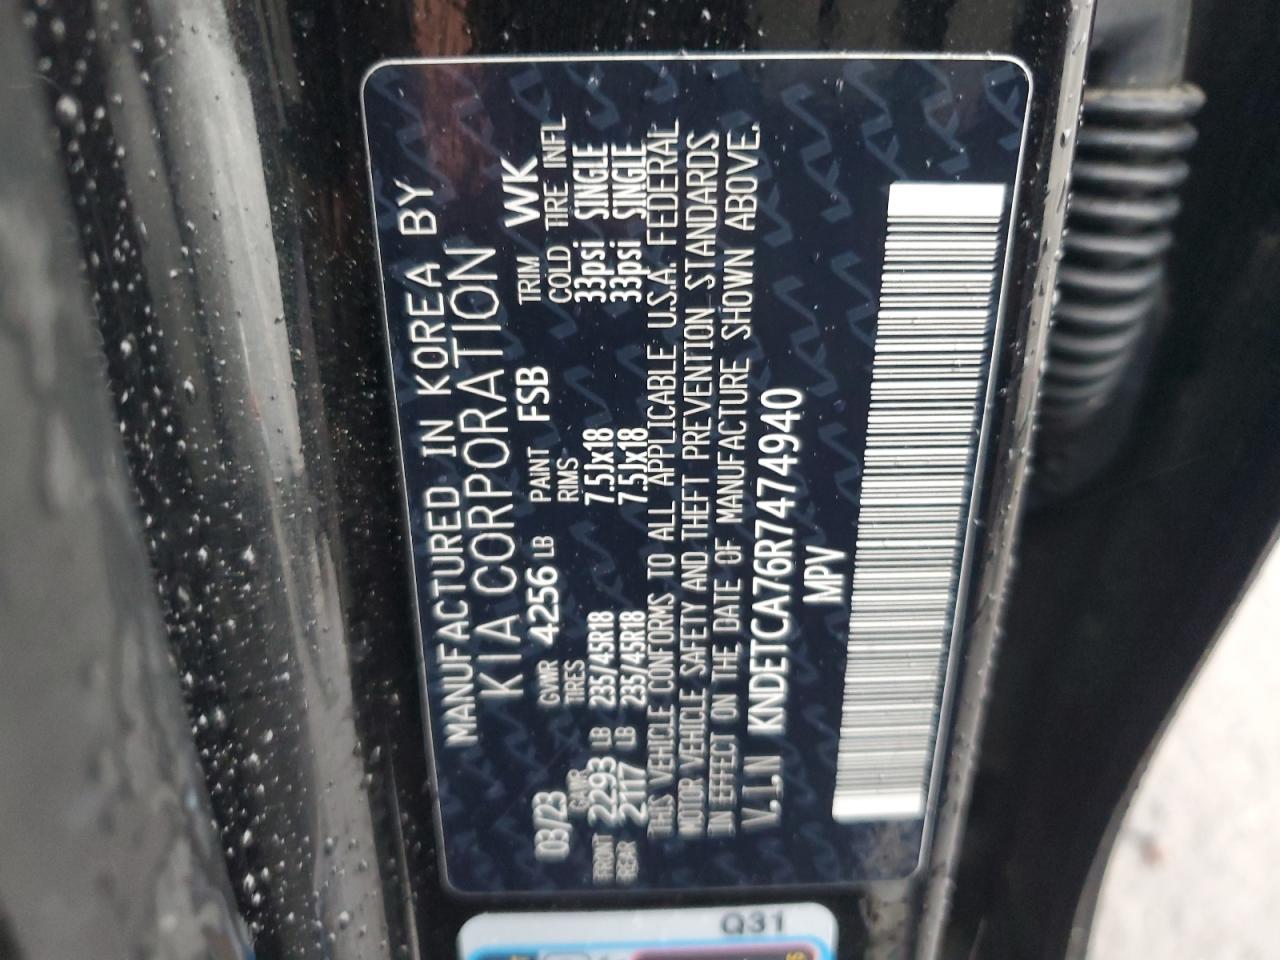 MANUFACTURED IN KOREA BY
KIA CORPORATION
03/23 GVWR 4256 LB PAINT FSB TRIM WK
GAWR TIRES RIMS COLD TIRE INFL
FRONT 2293 LB 235/45R18 7.5Jx18 33psi SINGLE
REAR 2117 LB 235/45R18 7.5Jx18 33psi SINGLE
THIS VEHICLE CONFORMS TO ALL APPLICABLE U.S.A. FEDERAL
MOTOR VEHICLE SAFETY AND THEFT PREVENTION STANDARDS
IN EFFECT ON THE DATE OF MANUFACTURE SHOWN ABOVE.
V.I.N KNDETCA76R7474940
MPV
Q31